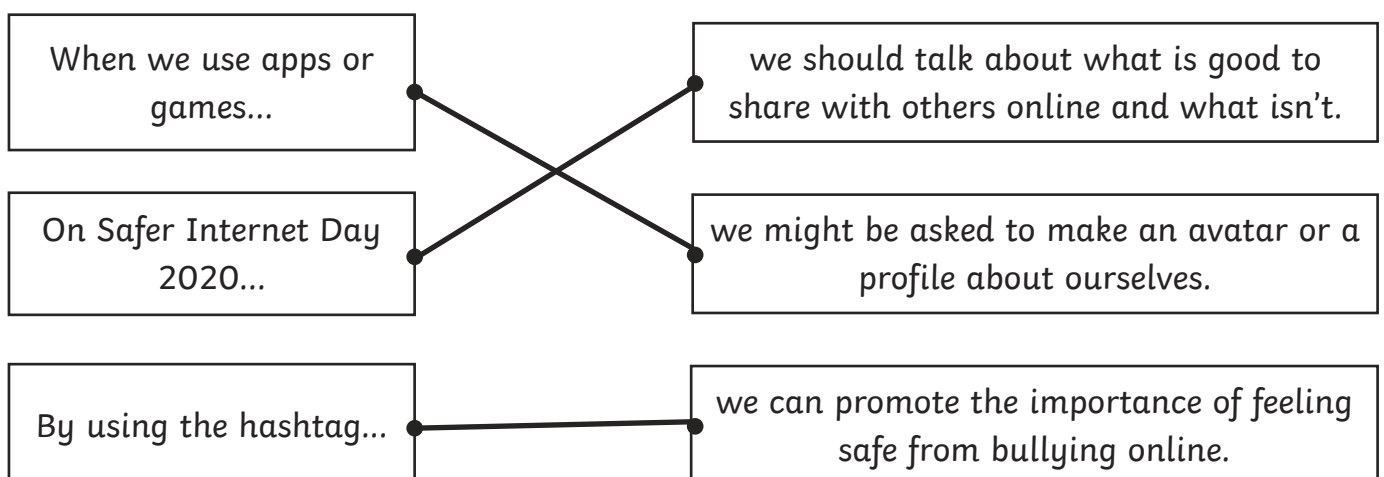 When we use apps or
games...
we should talk about what is good to
share with others online and what isn't.
On Safer Internet Day
2020...
we might be asked to make an avatar or a
profile about ourselves.
By using the hashtag...
we can promote the importance of feeling
safe from bullying online.